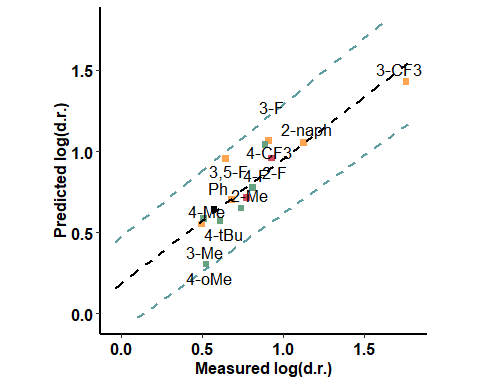 3-CF3
1.5
3-F
2-naph
4-CF3
1.0
3,5-F
4-F
2-F
Ph
2-Me
4-Me
0.5
4-tBu
3-Me
4-oMe
0.0
0.0 0.5 1.0 1.5
Measured log(d.r.)
Predicted log(d.r.)